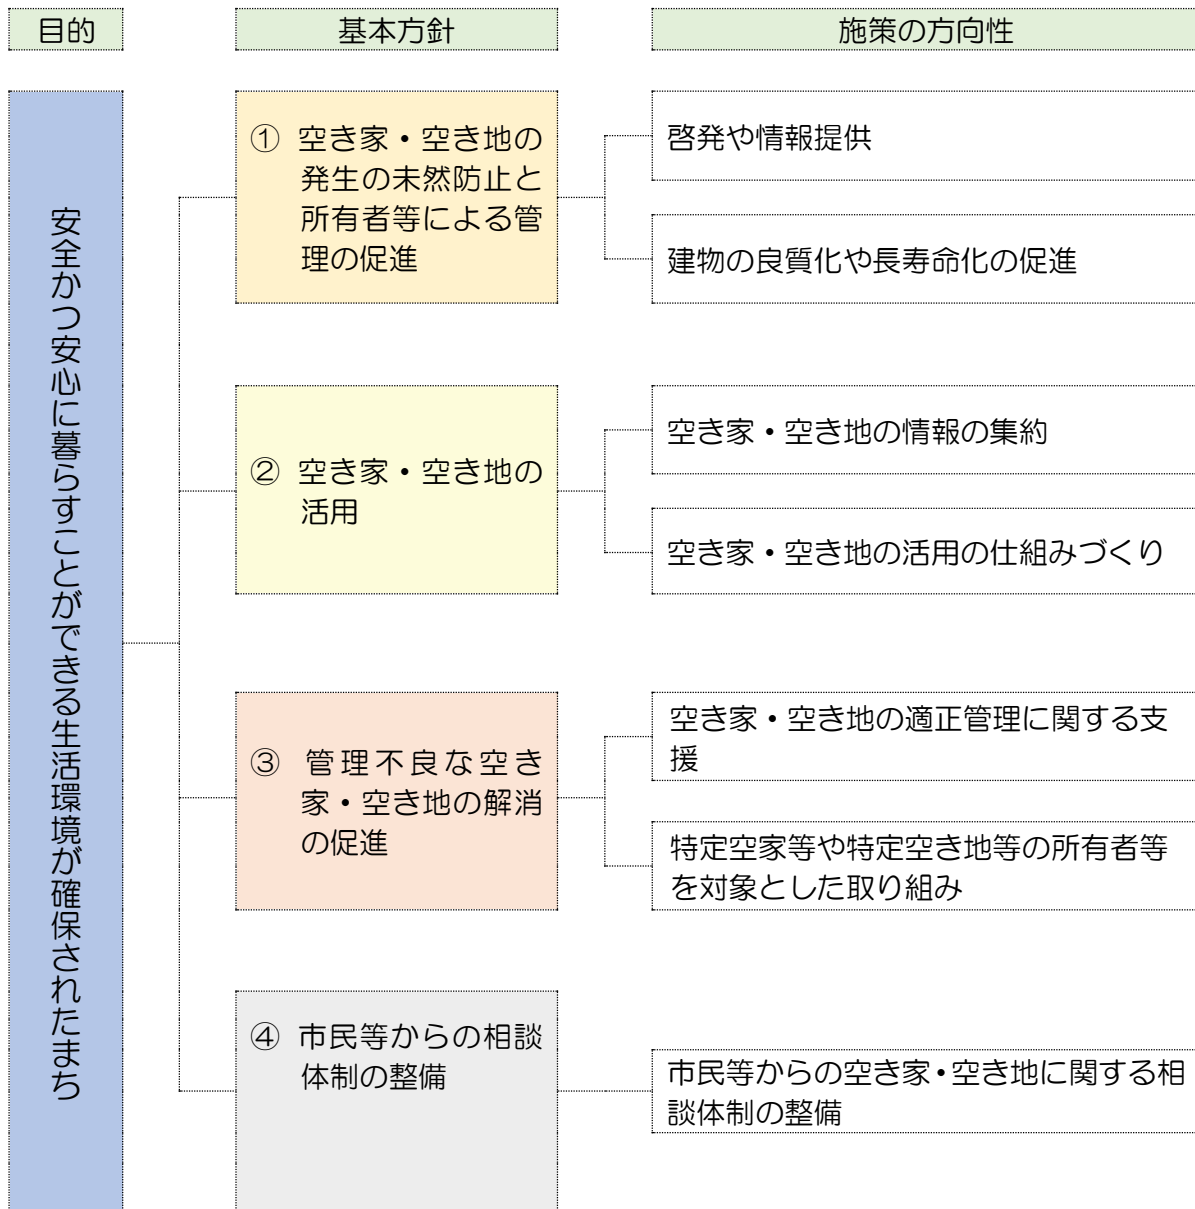 目的
基本方針
施策の方向性
安全かつ安心に暮らすことができる生活環境が確保されたまち
① 空き家・空き地の
発生の未然防止と
所有者等による管
理の促進
啓発や情報提供
建物の良質化や長寿命化の促進
② 空き家・空き地の
活用
空き家・空き地の情報の集約
空き家・空き地の活用の仕組みづくり
③ 管理不良な空き
家・空き地の解消
の促進
空き家・空き地の適正管理に関する支
援
特定空家等や特定空き地等の所有者等
を対象とした取り組み
④ 市民等からの相談
体制の整備
市民等からの空き家・空き地に関する相
談体制の整備